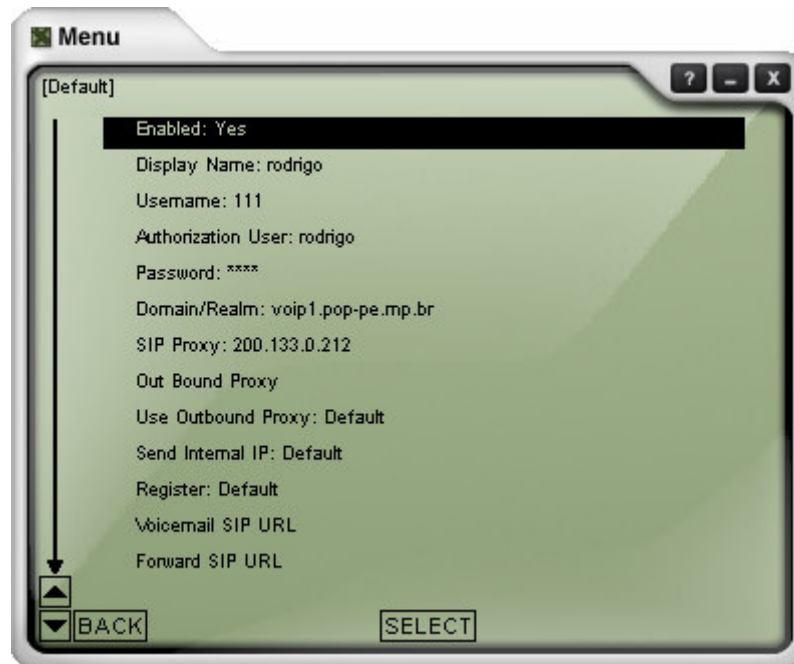 Menu
[Default]
? – X
Enabled: Yes
Display Name: rodrigo
Username: 111
Authorization User: rodrigo
Password: ****
Domain/Realm: voip1.pop-pe.rnp.br
SIP Proxy: 200.133.0.212
Out Bound Proxy
Use Outbound Proxy: Default
Send Internal IP: Default
Register: Default
Voicemail SIP URL
Forward SIP URL
BACK SELECT